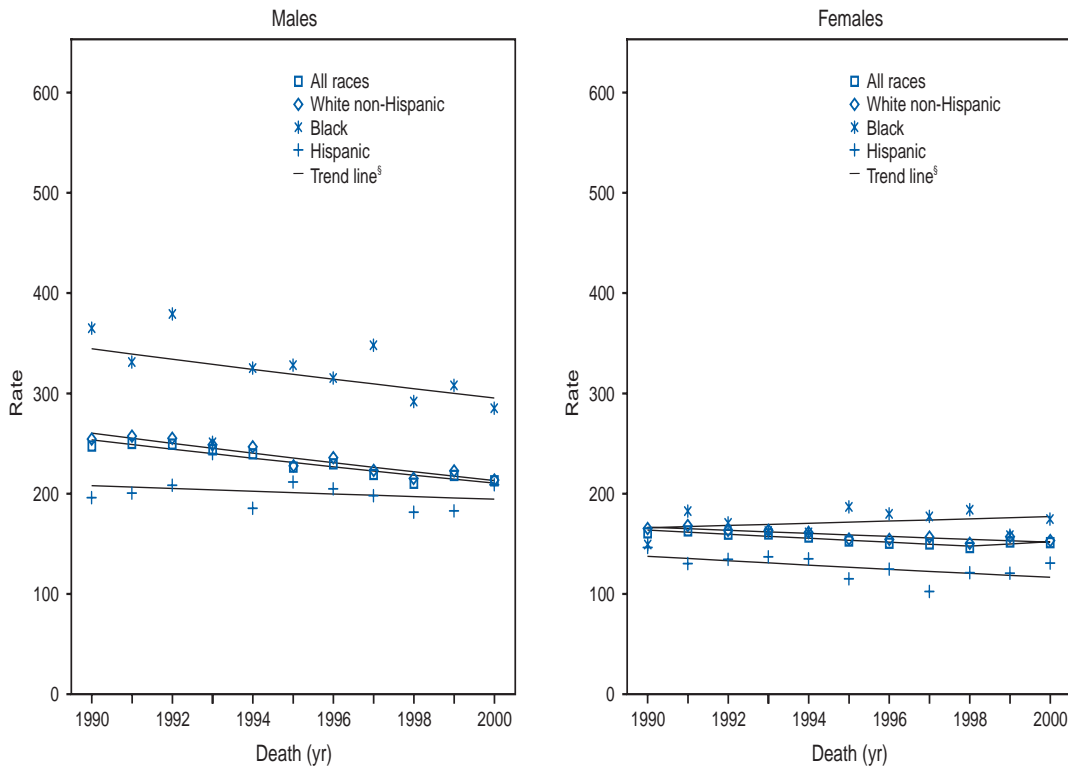 Males
600
500
400
300
200
100
0
Rate
All races
White non-Hispanic
Black
Hispanic
Trend line§
1990 1992 1994 1996 1998 2000
Death (yr)
Females
600
500
400
300
200
100
0
Rate
All races
White non-Hispanic
Black
Hispanic
Trend line§
1990 1992 1994 1996 1998 2000
Death (yr)